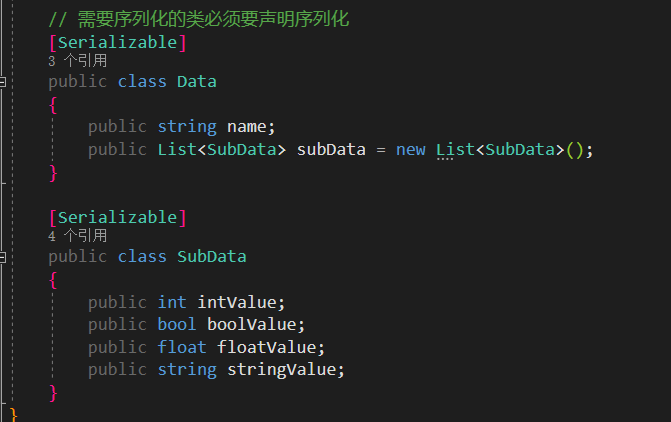 // 需要序列化的类必须要声明序列化
[Serializable]
3 个引用
public class Data
{
public string name;
public List<SubData> subData = new List<SubData>();
}
[Serializable]
4 个引用
public class SubData
{
public int intValue;
public bool boolValue;
public float floatValue;
public string stringValue;
}
}